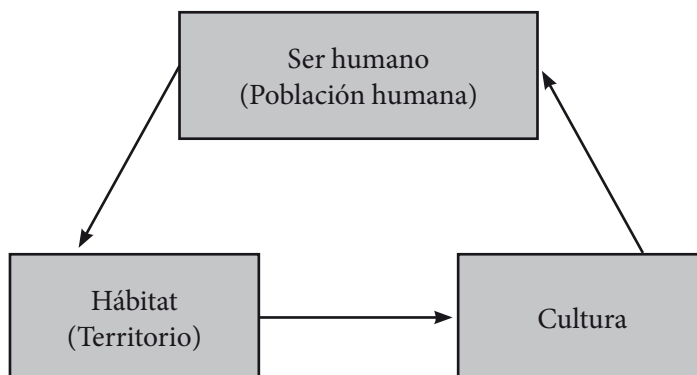 Ser humano
(Población humana)
Hábitat
(Territorio)
Cultura